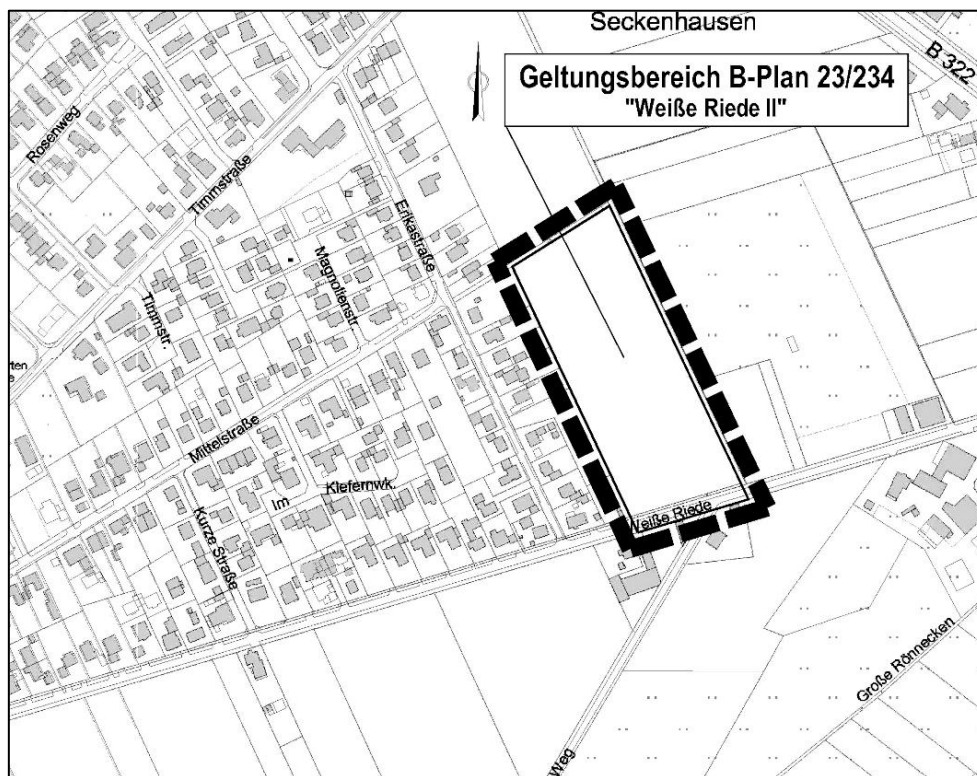 Seckenhausen
Geltungsbereich B-Plan 23/234
"Weiße Riede II"
B 322
Rosenweg
Timmstraße
Erikastraße
Magnolienstr.
Timmstr.
ten
e
Mittelstraße
Im
Kiefernwk.
Kurze Straße
Weiße Riede
Große Rönnecken
Weg